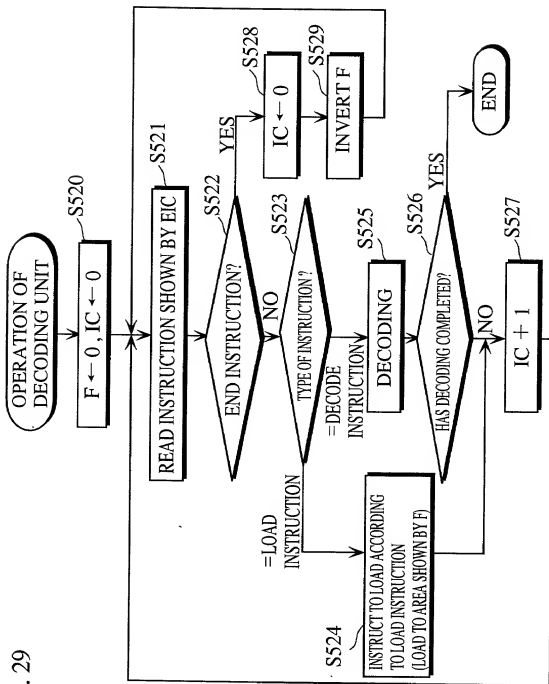 . 29
OPERATION OF
DECODING UNIT
F ← 0 , IC ← 0
S520
READ INSTRUCTION SHOWN BY EIC
S521
END INSTRUCTION?
S522
YES
NO
IC ← 0
S528
INVERT F
S529
TYPE OF INSTRUCTION ?
S523
=LOAD
INSTRUCTION
=DECODE
INSTRUCTION
S524
INSTRUCT TO LOAD ACCORDING
TO LOAD INSTRUCTION
(LOAD TO AREA SHOWN BY F)
DECODING
S525
HAS DECODING COMPLETED?
S526
YES
NO
END
IC + 1
S527